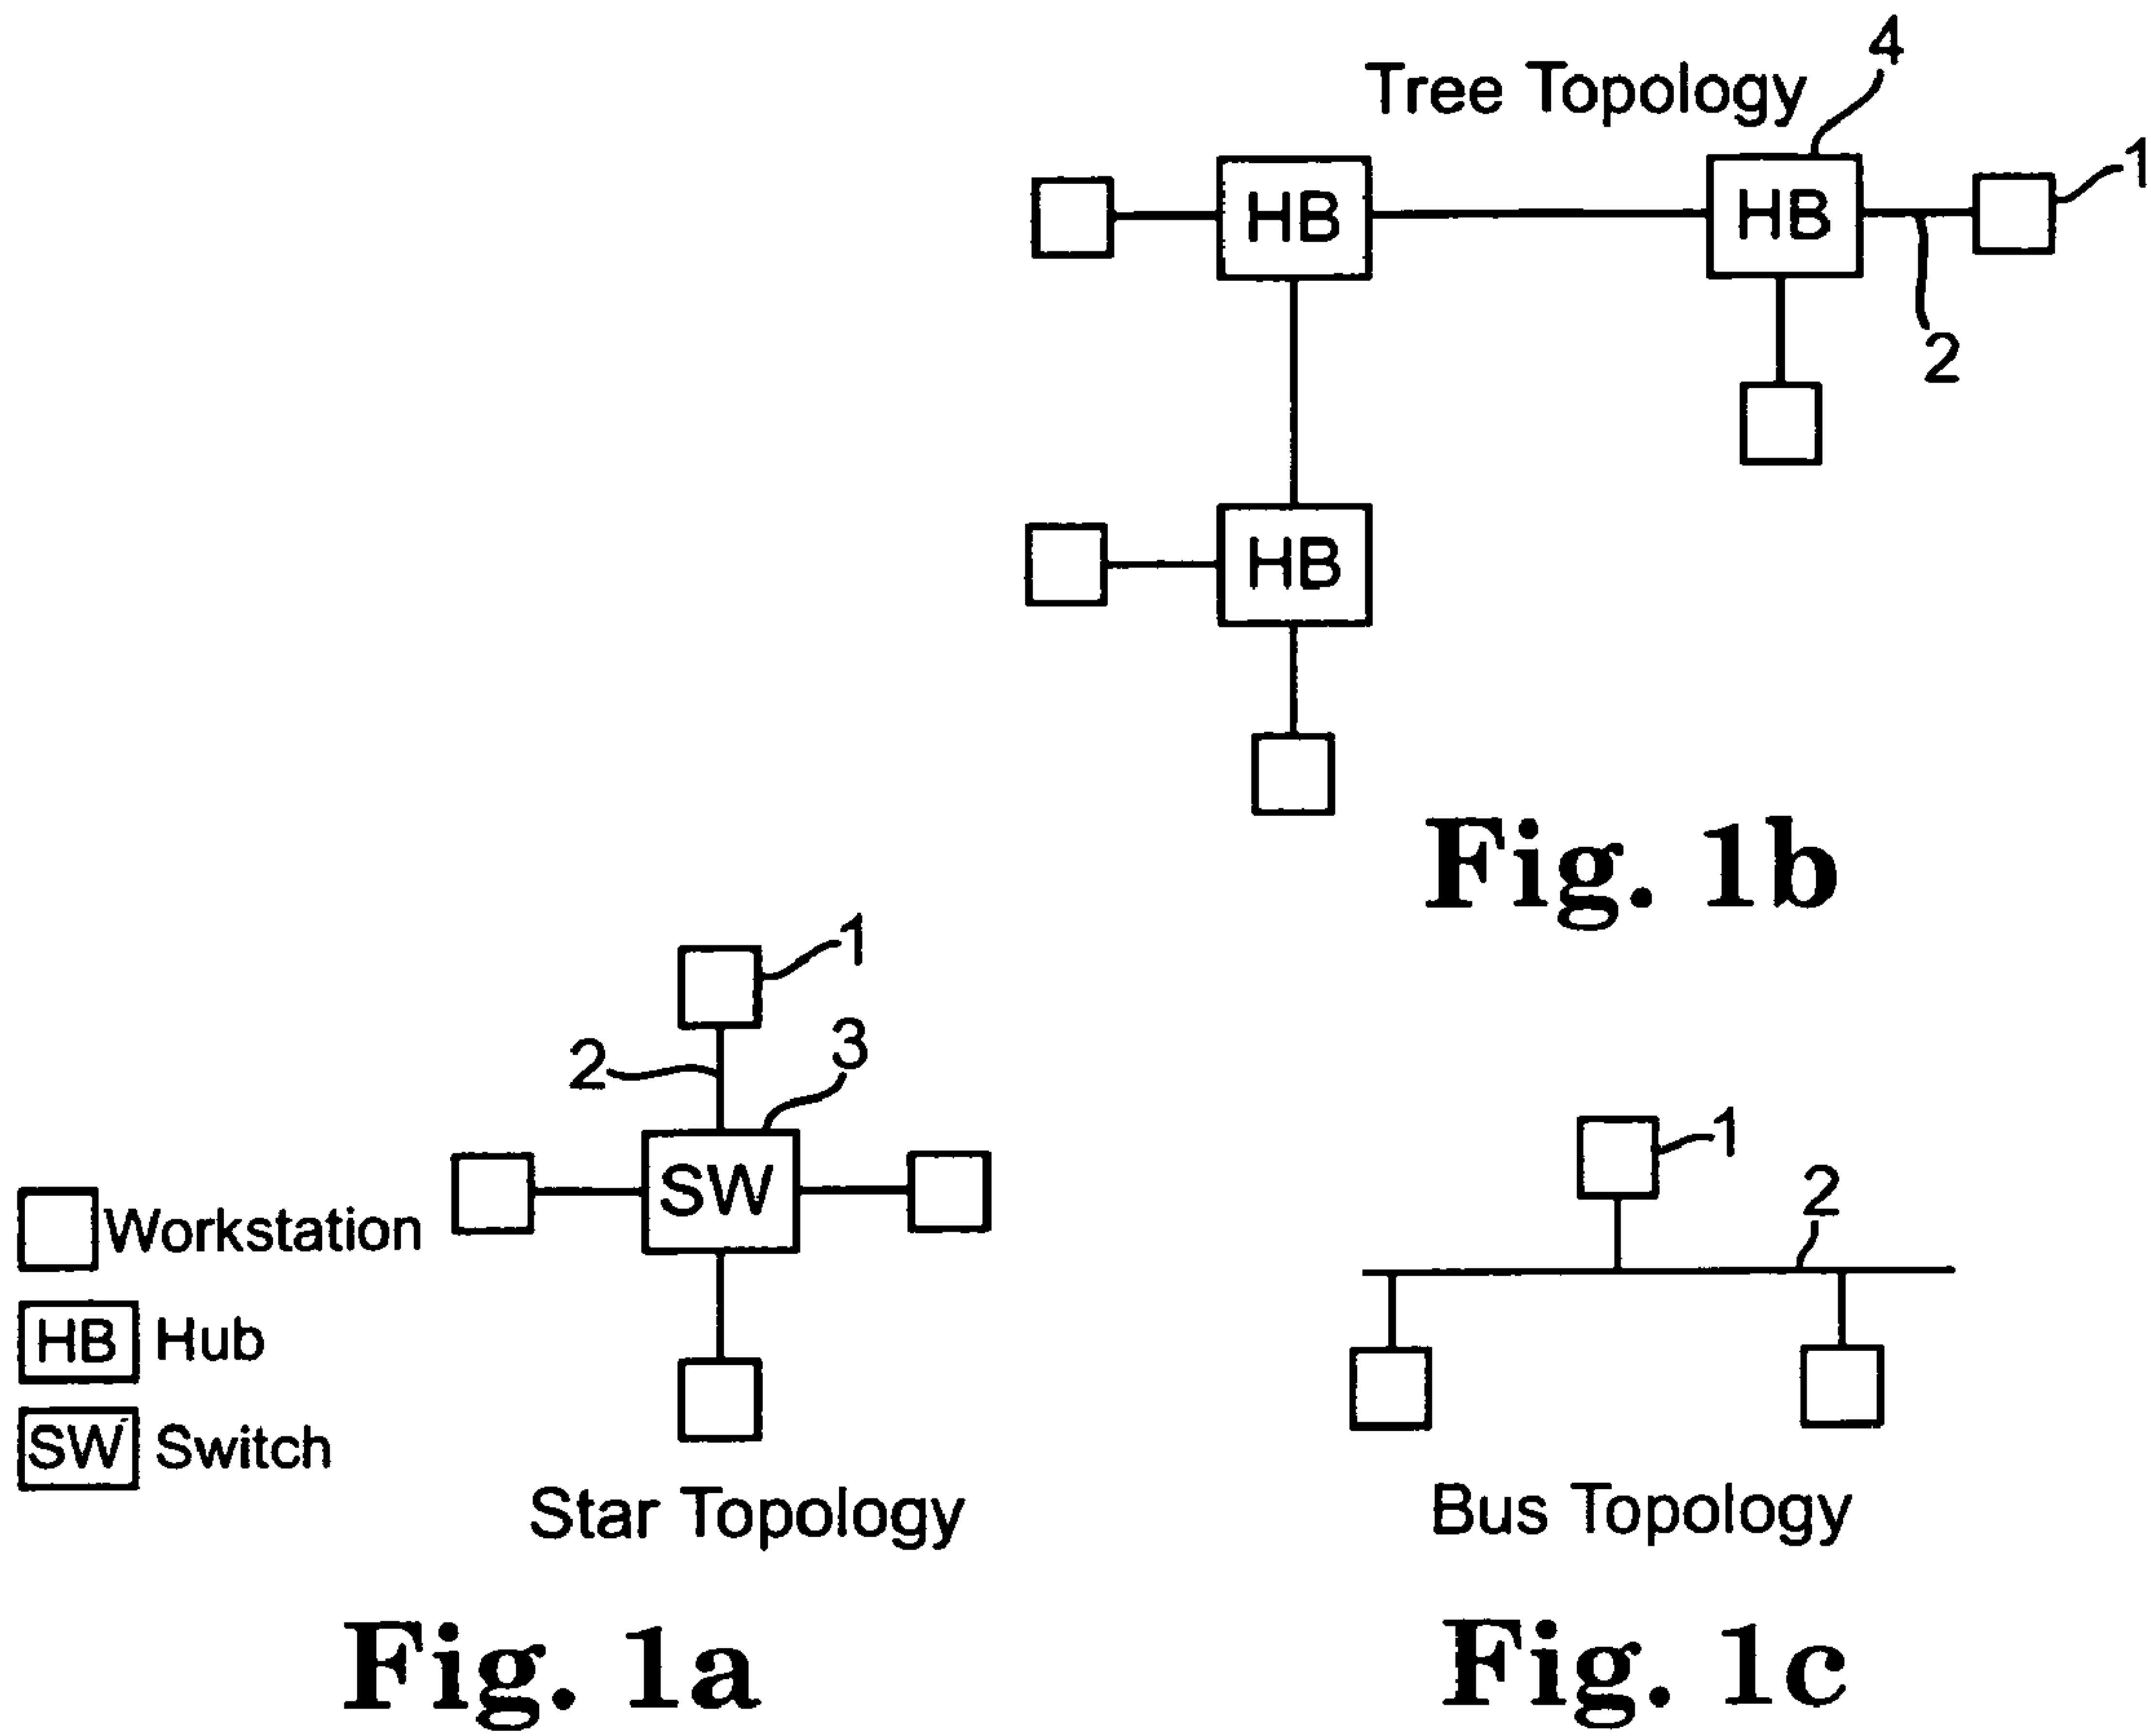 Tree Topology
4
1
HB
HB
2
HB
Fig. 1b
1
2
3
SW
Workstation
HB Hub
SW Switch
Star Topology
Fig. 1a
1
2
Bus Topology
Fig. 1c